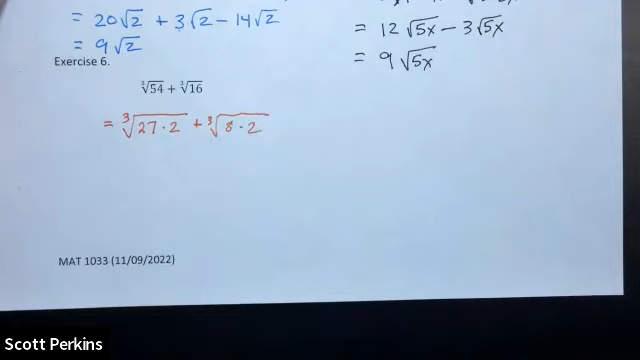 = 20√2 + 3√2 − 14√2
= 9√2
= 12√5x − 3√5x
= 9√5x
Exercise 6.
∛54 + ∛16
= ∛27·2 + ∛8·2
MAT 1033 (11/09/2022)
Scott Perkins